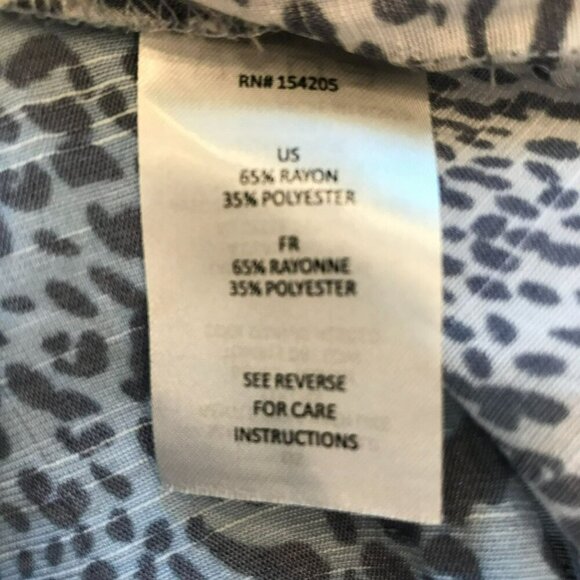 RN# 154205
US
65% RAYON
35% POLYESTER
FR
65% RAYONNE
35% POLYESTER
SEE REVERSE
FOR CARE
INSTRUCTIONS